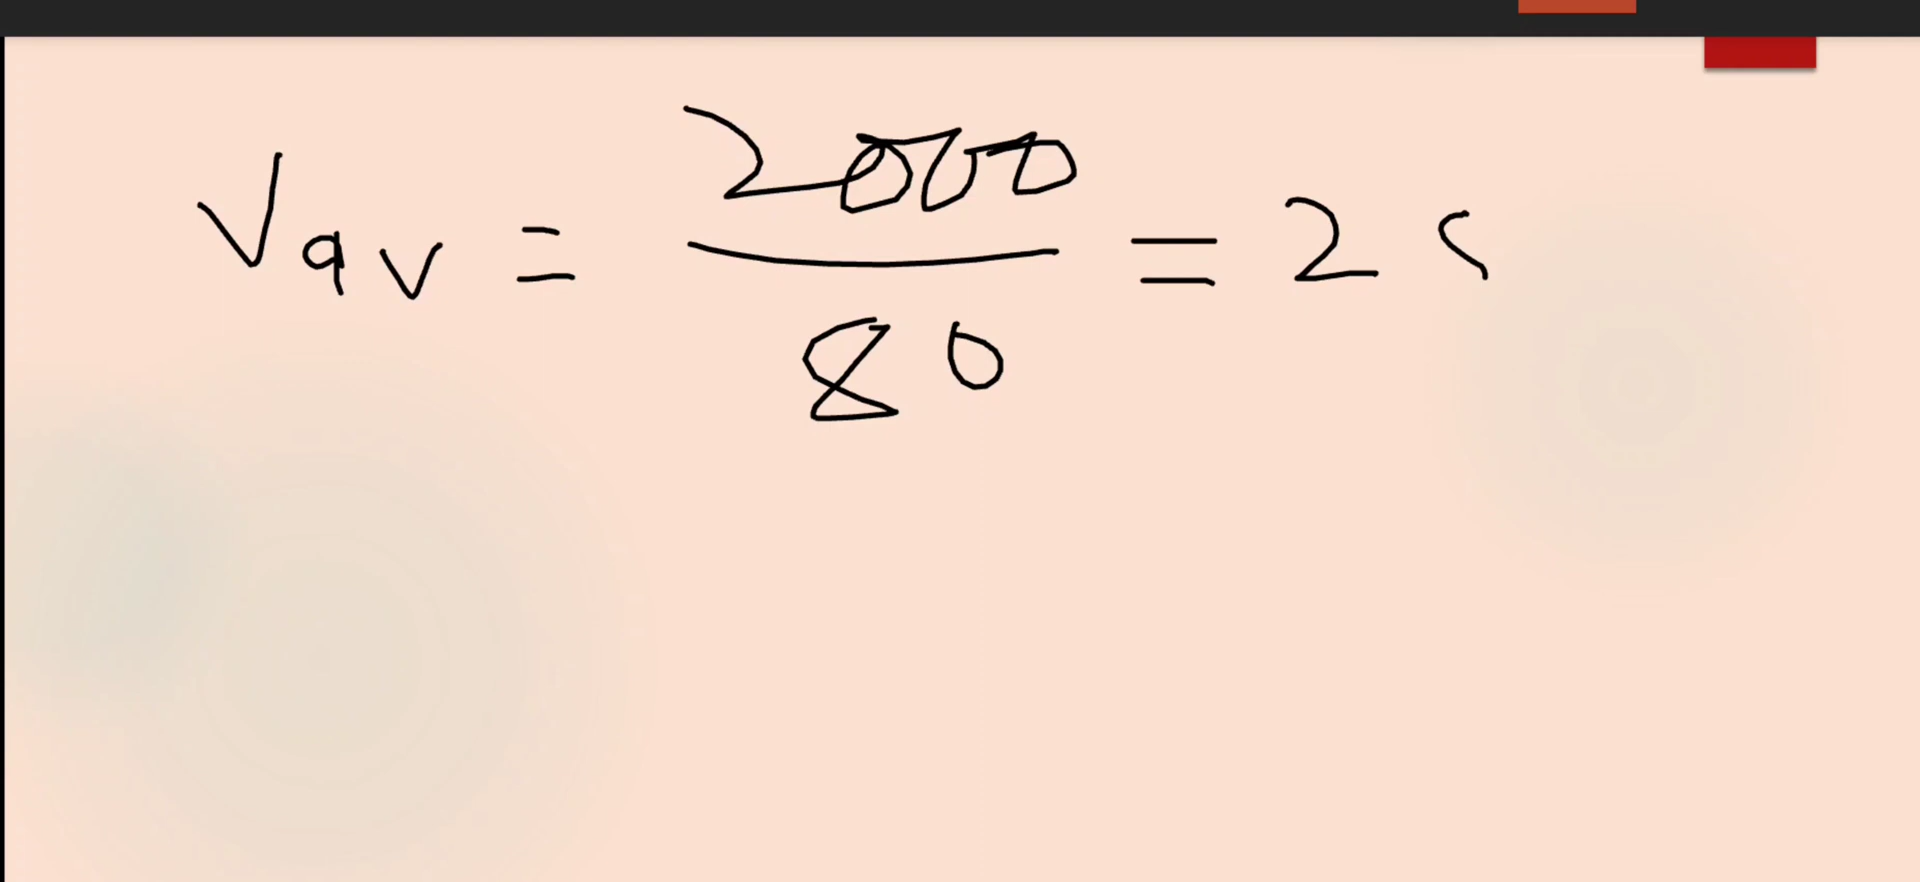 Vav = 2000/80 = 2